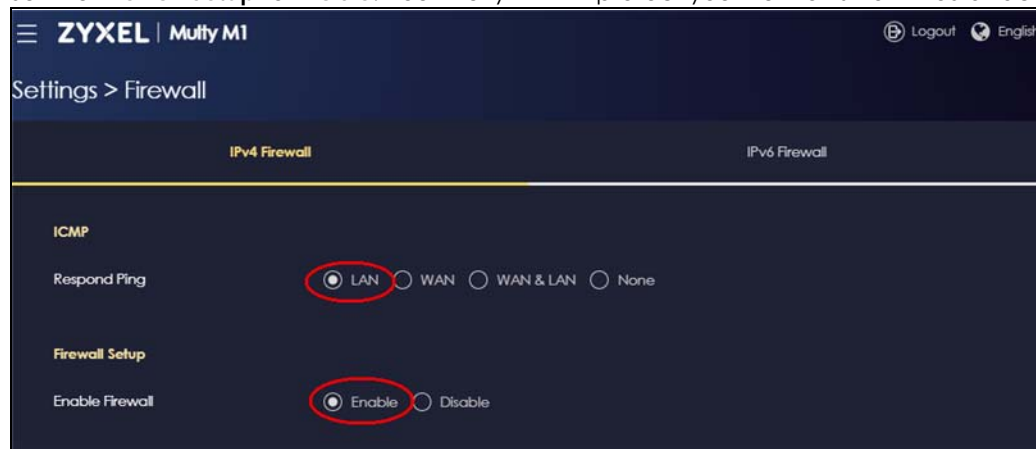 ZYXEL | Multy M1
Logout English
Settings > Firewall
IPv4 Firewall IPv6 Firewall
ICMP
Respond Ping LAN WAN WAN & LAN None
Firewall Setup
Enable Firewall Enable Disable